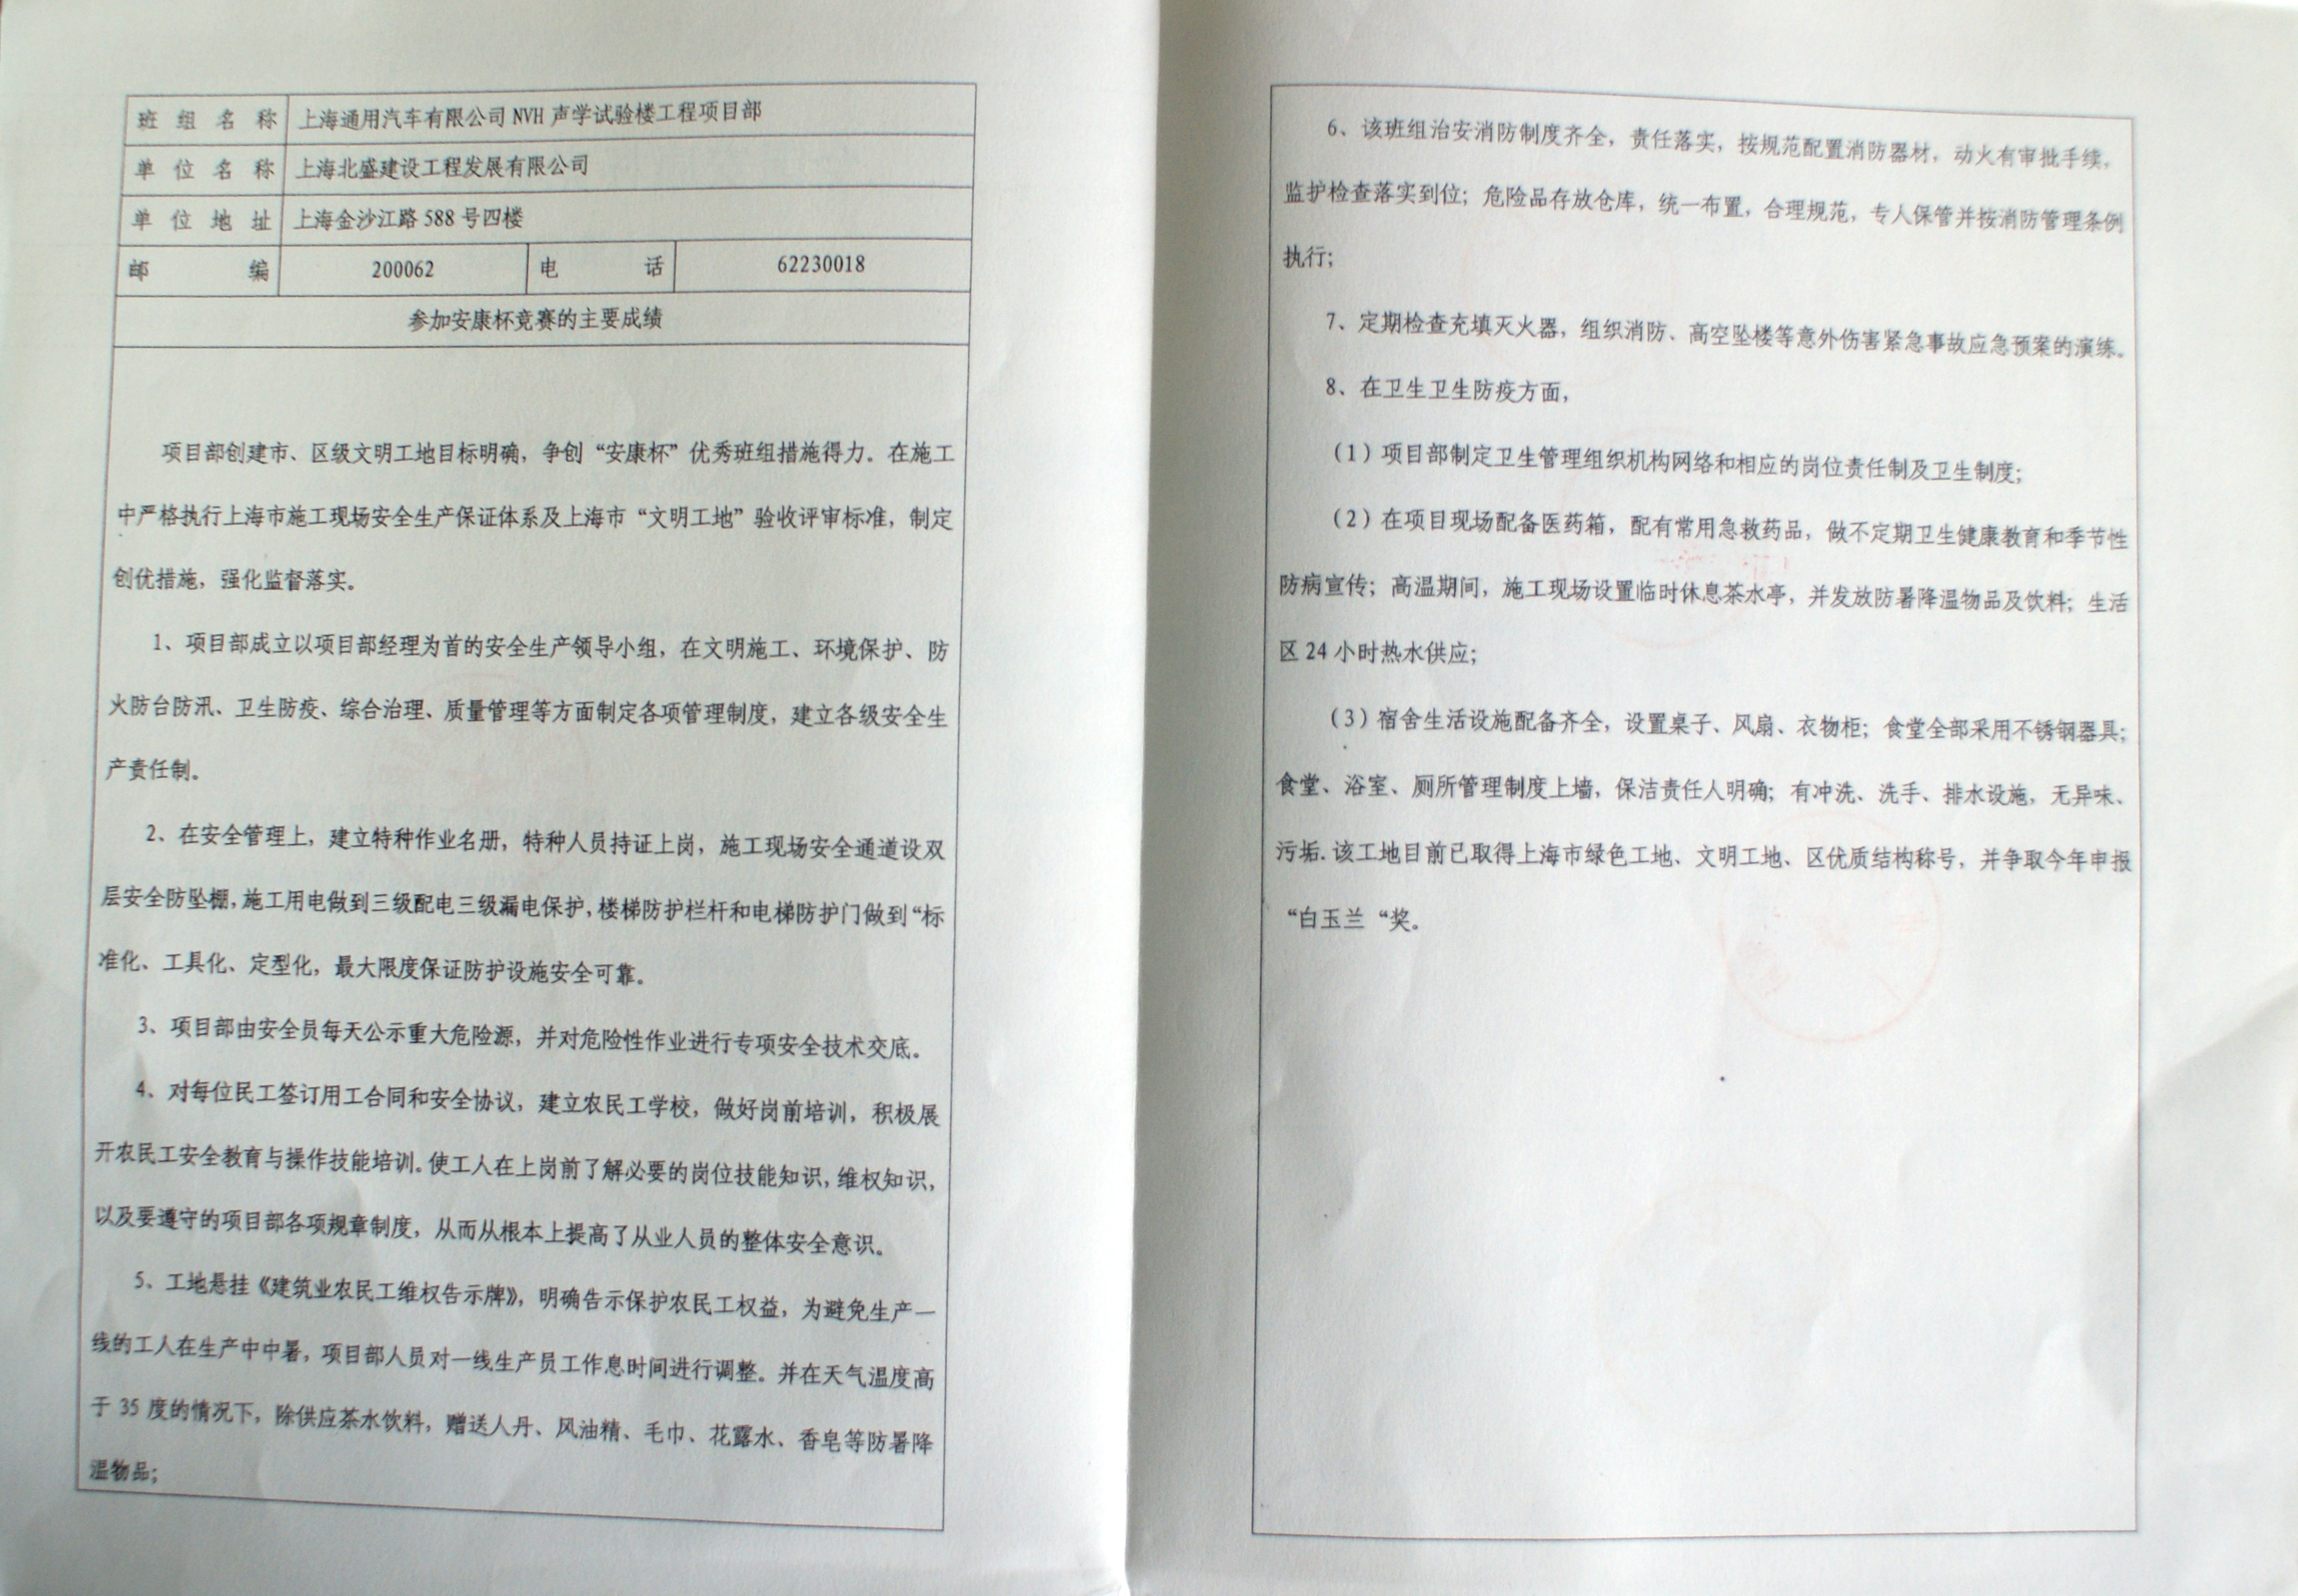 班组名称 上海通用汽车有限公司 NVH 声学试验楼工程项目部
单位名称 上海北盛建设工程发展有限公司
单位地址 上海金沙江路 588 号四楼
邮编 200062 电话 62230018
参加安康杯竞赛的主要成绩
项目部创建市、区级文明工地目标明确，争创“安康杯”优秀班组措施得力。在施工
中严格执行上海市施工现场安全生产保证体系及上海市“文明工地”验收评审标准，制定
创优措施，强化监督落实。
1、项目部成立以项目部经理为首的安全生产领导小组，在文明施工、环境保护、防
火防台防汛、卫生防疫、综合治理、质量管理等方面制定各项管理制度，建立各级安全生
产责任制。
2、在安全管理上，建立特种作业名册，特种人员持证上岗，施工现场安全通道设双
层安全防坠棚，施工用电做到三级配电三级漏电保护，楼梯防护栏杆和电梯防护门做到“标
准化、工具化、定型化，最大限度保证防护设施安全可靠。
3、项目部由安全员每天公示重大危险源，并对危险性作业进行专项安全技术交底。
4、对每位民工签订用工合同和安全协议，建立农民工学校，做好岗前培训，积极展
开农民工安全教育与操作技能培训。使工人在上岗前了解必要的岗位技能知识，维权知识，
以及要遵守的项目部各项规章制度，从而从根本上提高了从业人员的整体安全意识。
5、工地悬挂《建筑业农民工维权告示牌》，明确告示保护农民工权益，为避免生产一
线的工人在生产中中暑，项目部人员对一线生产员工作息时间进行调整。并在天气温度高
于 35 度的情况下，除供应茶水饮料，赠送人丹、风油精、毛巾、花露水、香皂等防暑降
温物品；
6、该班组治安消防制度齐全，责任落实，按规范配置消防器材，动火有审批手续，
监护检查落实到位；危险品存放仓库，统一布置，合理规范，专人保管并按消防管理条例
执行；
7、定期检查充填灭火器，组织消防、高空坠楼等意外伤害紧急事故应急预案的演练。
8、在卫生卫生防疫方面，
（1）项目部制定卫生管理组织机构网络和相应的岗位责任制及卫生制度；
（2）在项目现场配备医药箱，配有常用急救药品，做不定期卫生健康教育和季节性
防病宣传；高温期间，施工现场设置临时休息茶水亭，并发放防暑降温物品及饮料；生活
区 24 小时热水供应；
（3）宿舍生活设施配备齐全，设置桌子、风扇、衣物柜；食堂全部采用不锈钢器具；
食堂、浴室、厕所管理制度上墙，保洁责任人明确；有冲洗、洗手、排水设施，无异味、
污垢.该工地目前已取得上海市绿色工地、文明工地、区优质结构称号，并争取今年申报
“白玉兰 “奖。